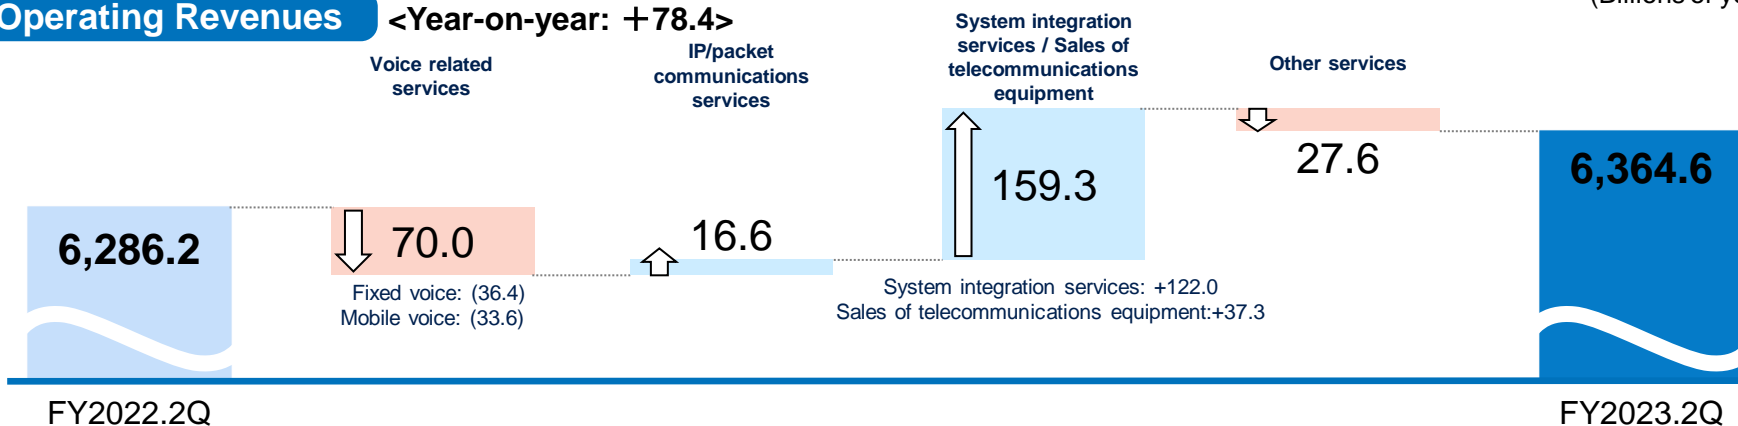 Operating Revenues
<Year-on-year: +78.4>
(Billions of
Voice related
services
IP/packet
communications
services
System integration
services / Sales of
telecommunications
equipment
Other services
6,286.2
70.0
16.6
159.3
27.6
6,364.6
Fixed voice: (36.4)
Mobile voice: (33.6)
System integration services: +122.0
Sales of telecommunications equipment:+37.3
FY2022.2Q
FY2023.2Q